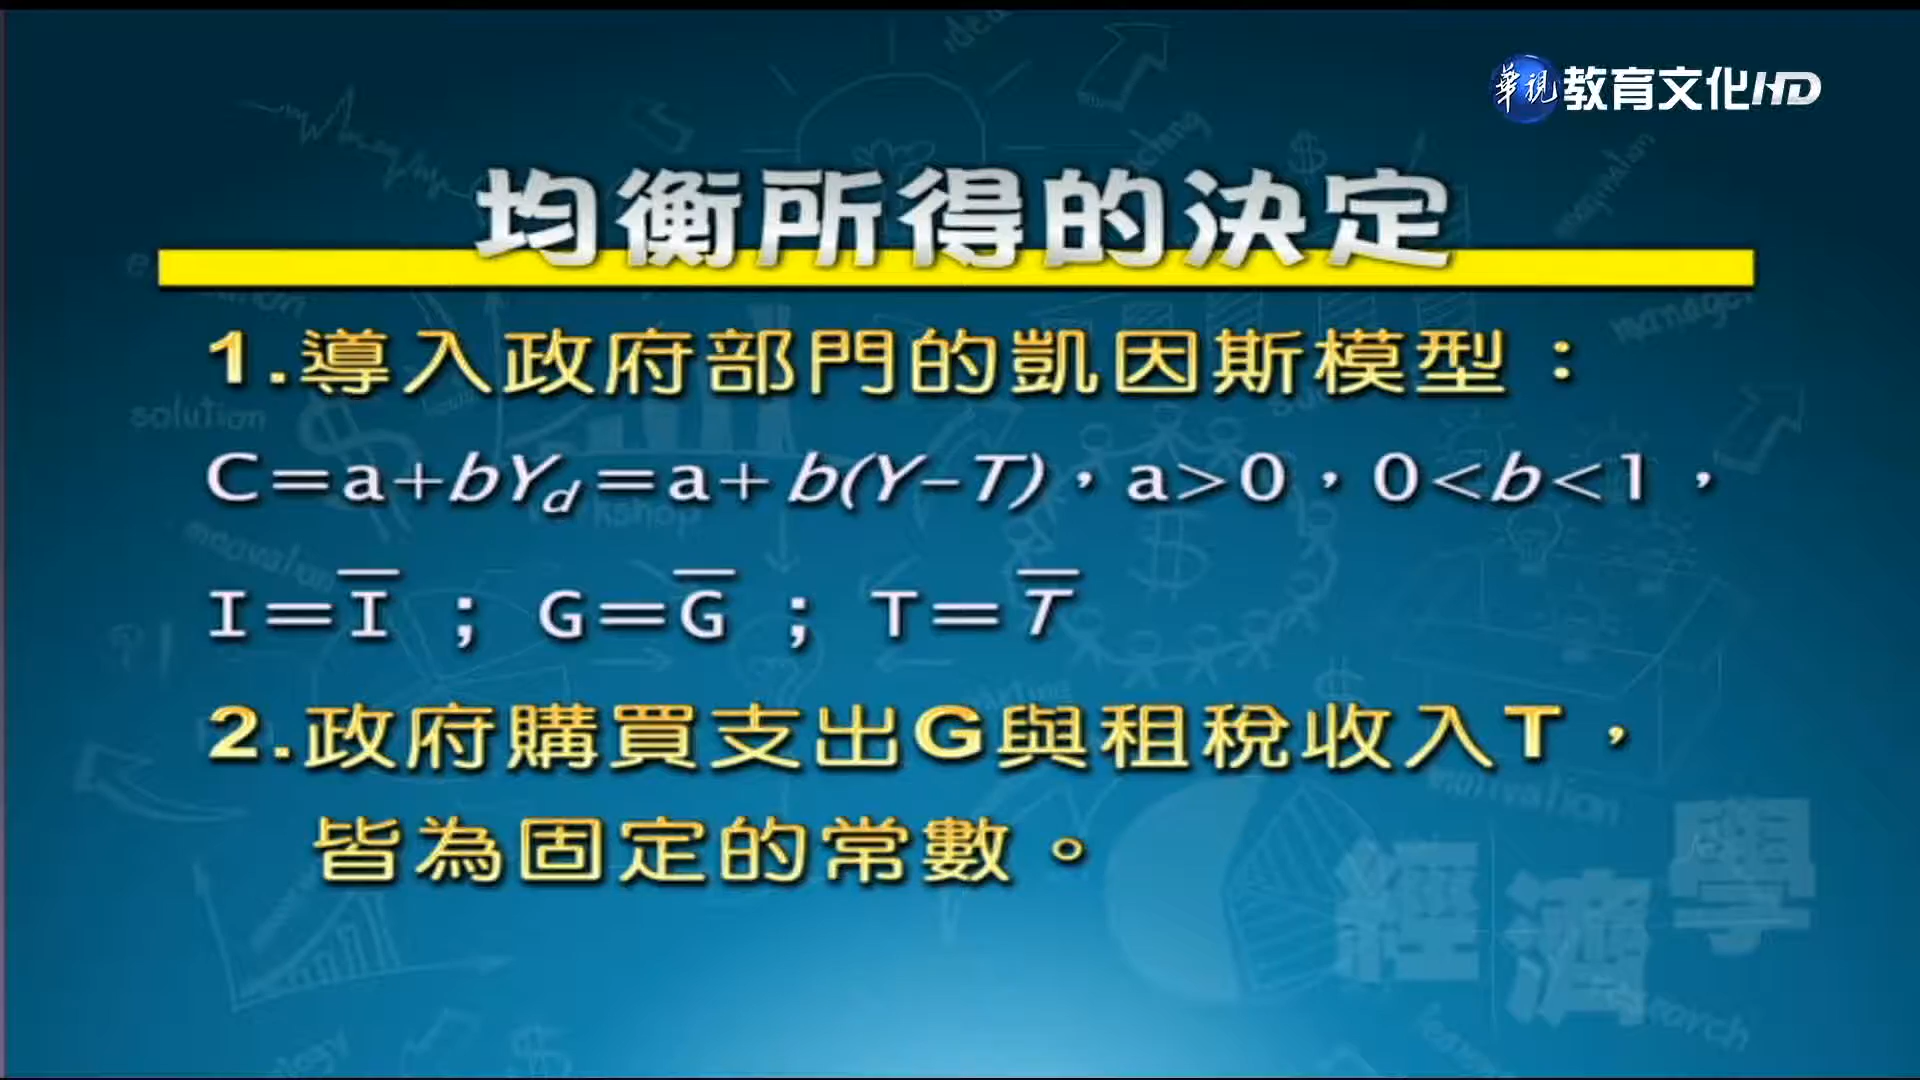 華視 教育文化HD
均衡所得的決定
1.導入政府部門的凱因斯模型：
C=a+bY_d=a+b(Y-T)，a>0，0<b<1，
I=I̅ ；G=G̅ ；T=T̅
2.政府購買支出G與租稅收入T，
皆為固定的常數。
經濟學
solution